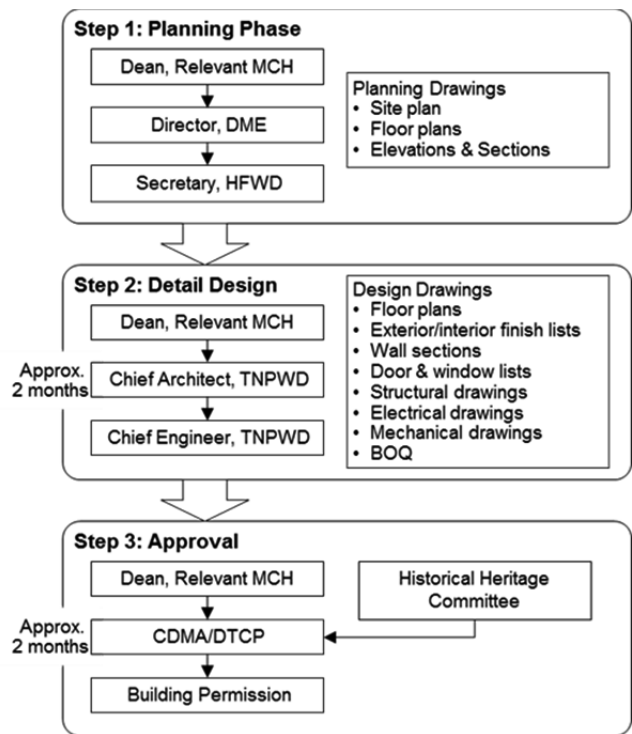 Step 1: Planning Phase
Dean, Relevant MCH
Director, DME
Secretary, HFWD
Planning Drawings
• Site plan
• Floor plans
• Elevations & Sections
Step 2: Detail Design
Dean, Relevant MCH
Approx.
2 months
Chief Architect, TNPWD
Chief Engineer, TNPWD
Design Drawings
• Floor plans
• Exterior/interior finish lists
• Wall sections
• Door & window lists
• Structural drawings
• Electrical drawings
• Mechanical drawings
• BOQ
Step 3: Approval
Dean, Relevant MCH
Approx.
2 months
CDMA/DTCP
Building Permission
Historical Heritage
Committee